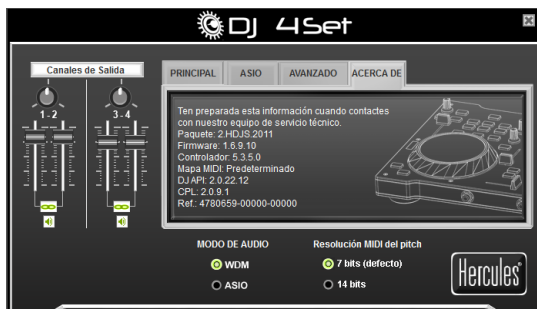 DJ 4Set
Canales de Salida
1-2
3-4
PRINCIPAL
ASIO
AVANZADO
ACERCA DE
Ten preparada esta información cuando contactes
con nuestro equipo de servicio técnico.
Paquete: 2.HDJS.2011
Firmware: 1.6.9.10
Controlador: 5.3.5.0
Mapa MIDI: Predeterminado
DJ API: 2.0.22.12
CPL: 2.0.9.1
Ref.: 4780659-00000-00000
MODO DE AUDIO
WDM
ASIO
Resolución MIDI del pitch
7 bits (defecto)
14 bits
Hercules